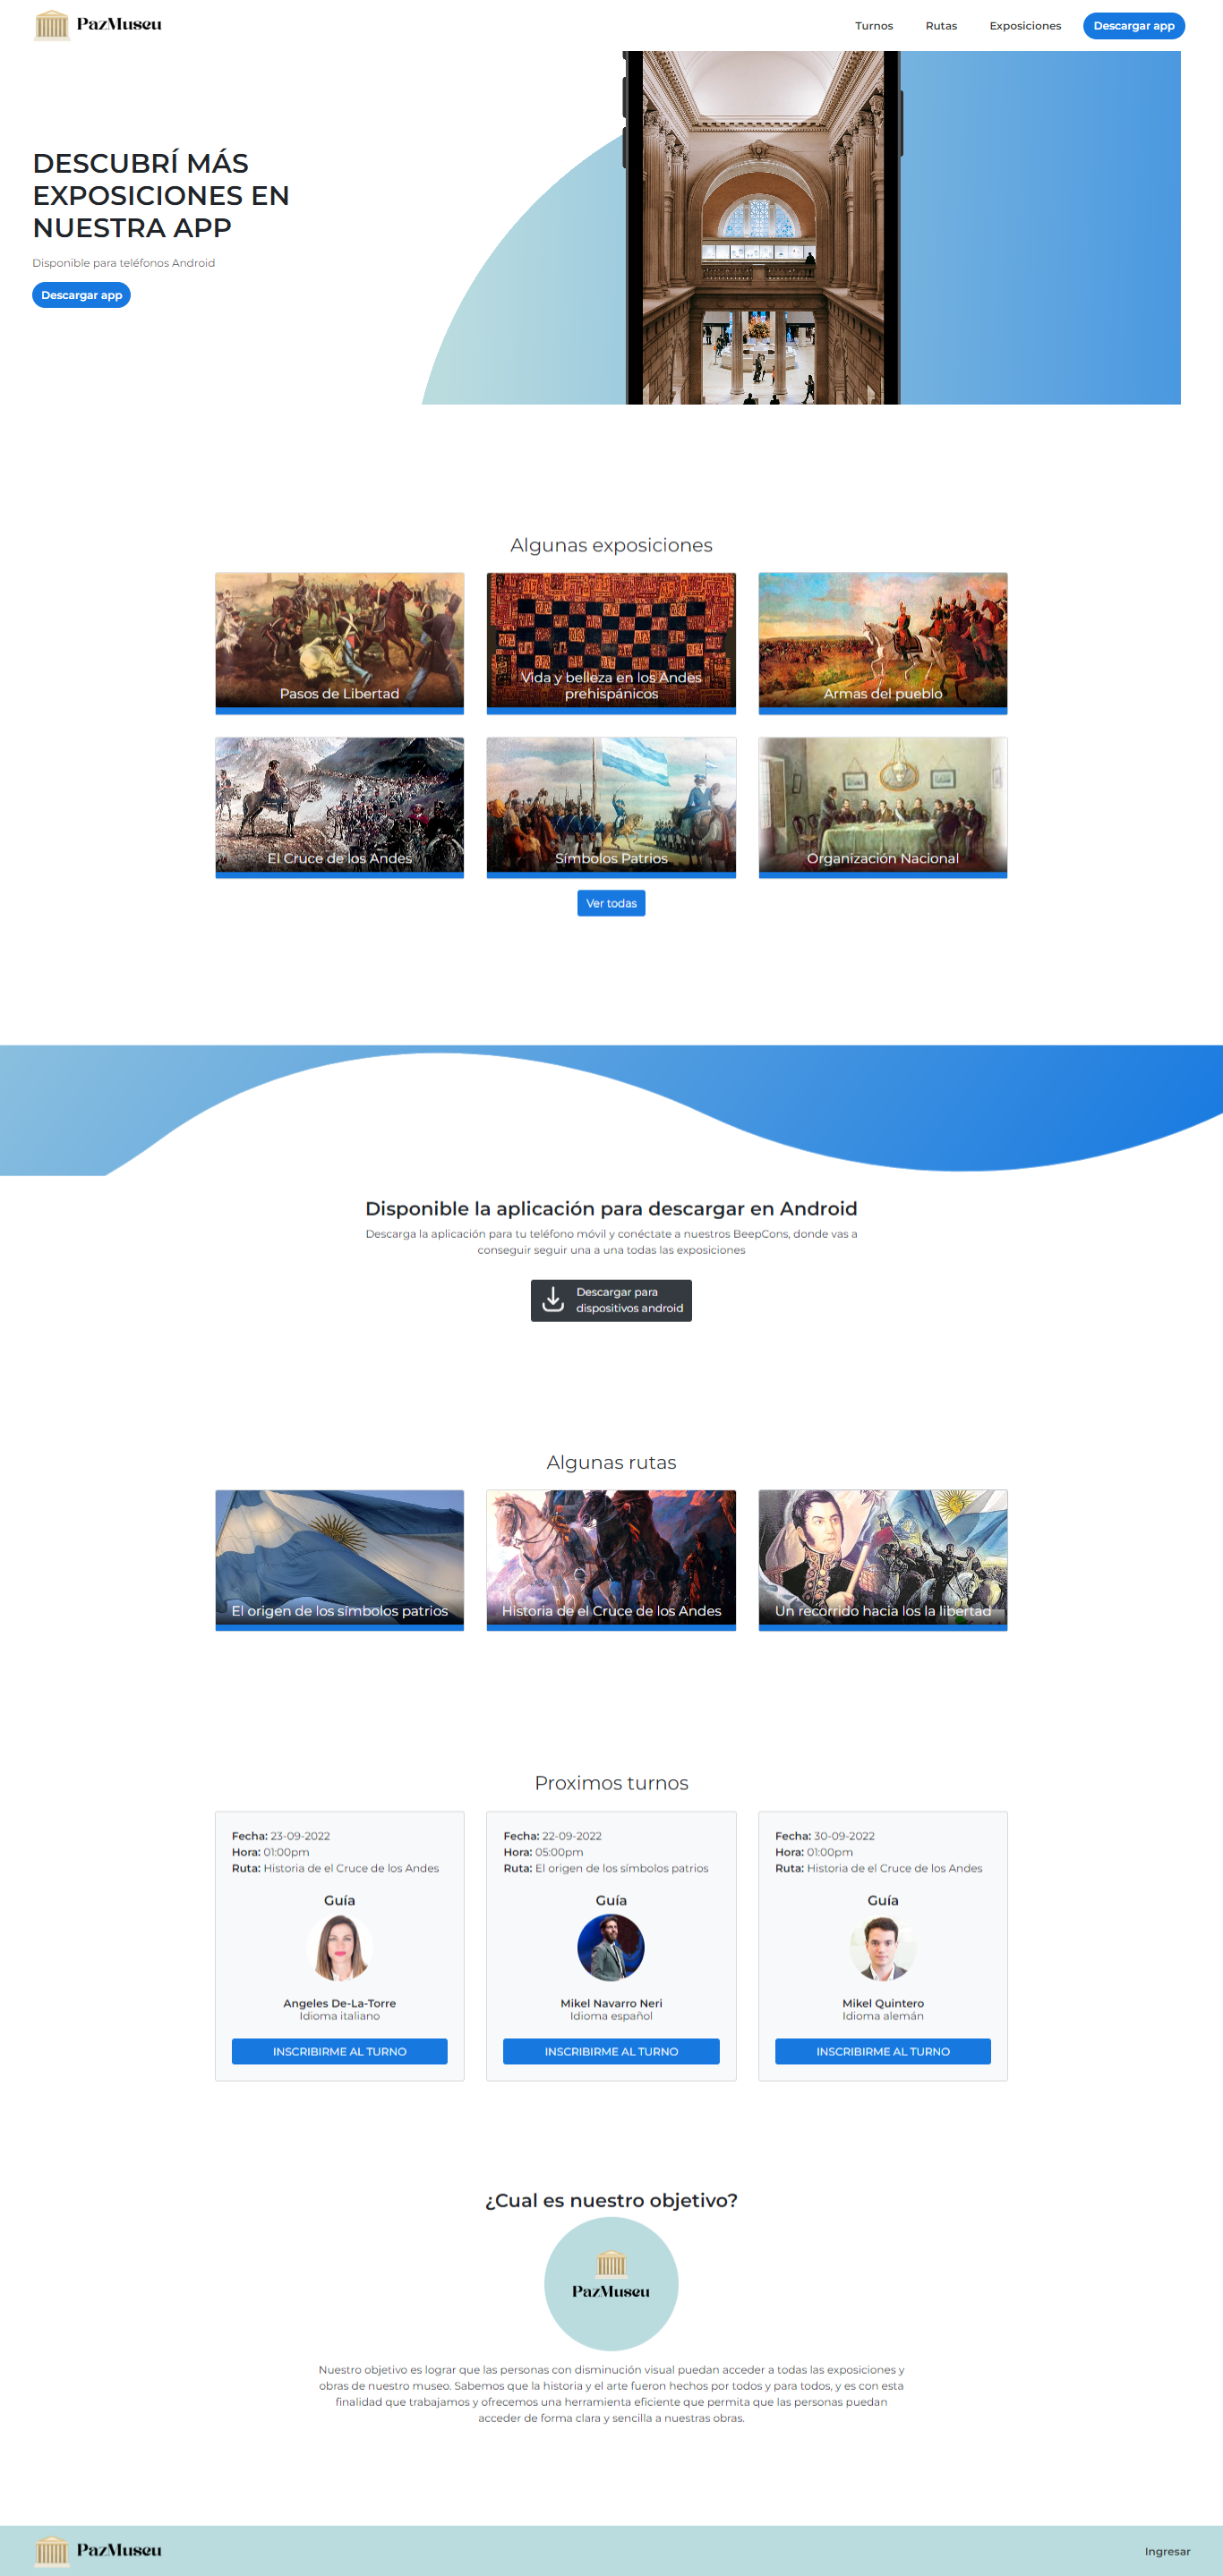 PazMuseu
Turnos Rutas Exposiciones Descargar app
DESCUBRÍ MÁS
EXPOSICIONES EN
NUESTRA APP
Disponible para teléfonos Android
Descargar app
Algunas exposiciones
Pasos de Libertad
Vida y belleza en los Andes
prehispánicos
Armas del pueblo
El Cruce de los Andes
Símbolos Patrios
Organización Nacional
Ver todas
Disponible la aplicación para descargar en Android
Descarga la aplicación para tu teléfono móvil y conéctate a nuestros BeepCons, donde vas a
conseguir seguir una a una todas las exposiciones
Descargar para
dispositivos android
Algunas rutas
El origen de los símbolos patrios
Historia de el Cruce de los Andes
Un recorrido hacia los la libertad
Proximos turnos
Fecha: 23-09-2022
Hora: 01:00pm
Ruta: Historia de el Cruce de los Andes
Guía
Angeles De-La-Torre
Idioma italiano
INSCRIBIRME AL TURNO
Fecha: 22-09-2022
Hora: 05:00pm
Ruta: El origen de los símbolos patrios
Guía
Mikel Navarro Neri
Idioma español
INSCRIBIRME AL TURNO
Fecha: 30-09-2022
Hora: 01:00pm
Ruta: Historia de el Cruce de los Andes
Guía
Mikel Quintero
Idioma alemán
INSCRIBIRME AL TURNO
¿Cual es nuestro objetivo?
PazMuseu
Nuestro objetivo es lograr que las personas con disminución visual puedan acceder a todas las exposiciones y
obras de nuestro museo. Sabemos que la historia y el arte fueron hechos por todos y para todos, y es con esta
finalidad que trabajamos y ofrecemos una herramienta eficiente que permita que las personas puedan
acceder de forma clara y sencilla a nuestras obras.
PazMuseu
Ingresar